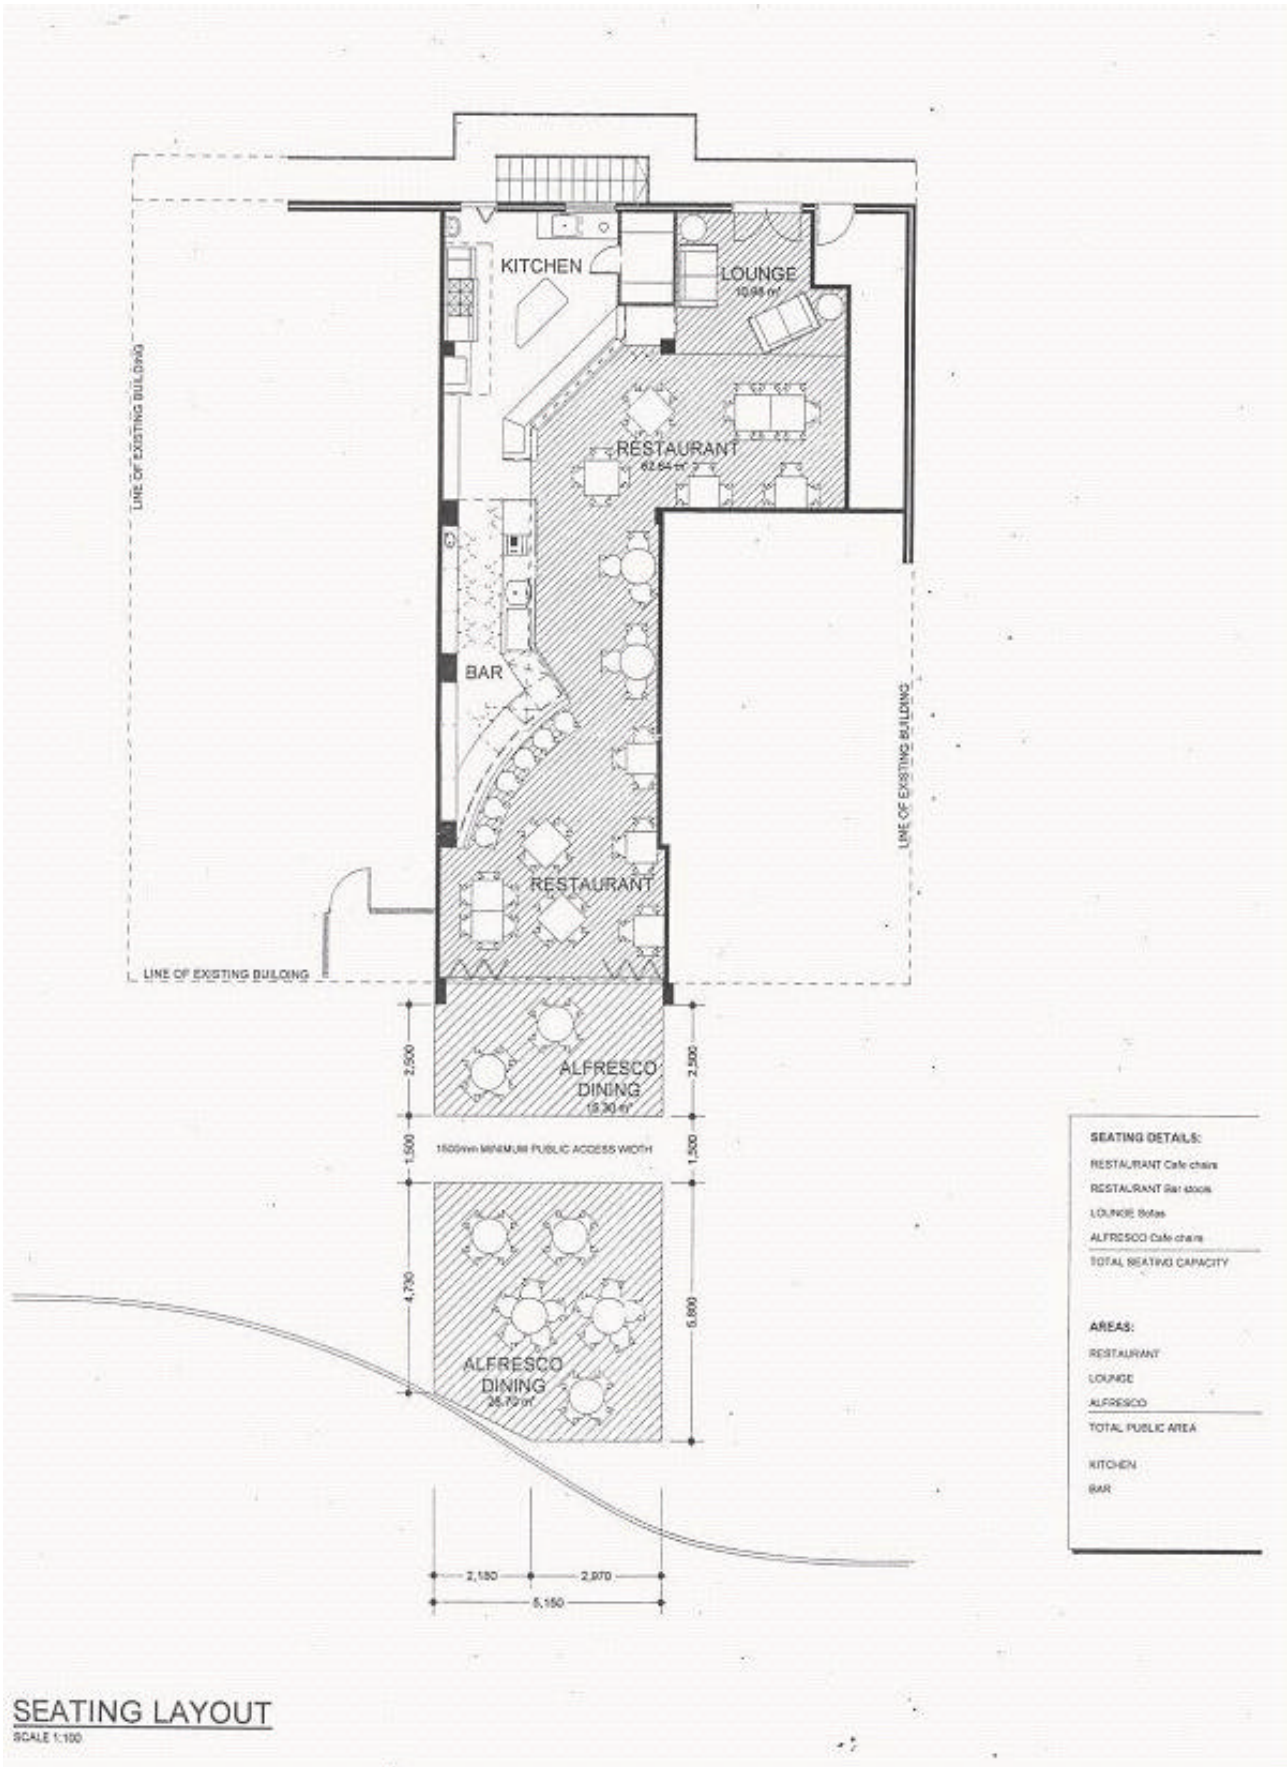 KITCHEN
LOUNGE
10.98 m²
LINE OF EXISTING BUILDING
RESTAURANT
62.64 m²
BAR
LINE OF EXISTING BUILDING
RESTAURANT
LINE OF EXISTING BUILDING
2,500
ALFRESCO
DINING
2,500
1,500
1500mm MINIMUM PUBLIC ACCESS WIDTH
1,500
4,730
5,800
ALFRESCO
DINING
2,180
2,970
5,150
SEATING DETAILS:
RESTAURANT Cafe chairs
RESTAURANT Bar stools
LOUNGE Sofas
ALFRESCO Cafe chairs
TOTAL SEATING CAPACITY
AREAS:
RESTAURANT
LOUNGE
ALFRESCO
TOTAL PUBLIC AREA
KITCHEN
BAR
SEATING LAYOUT
SCALE 1:100